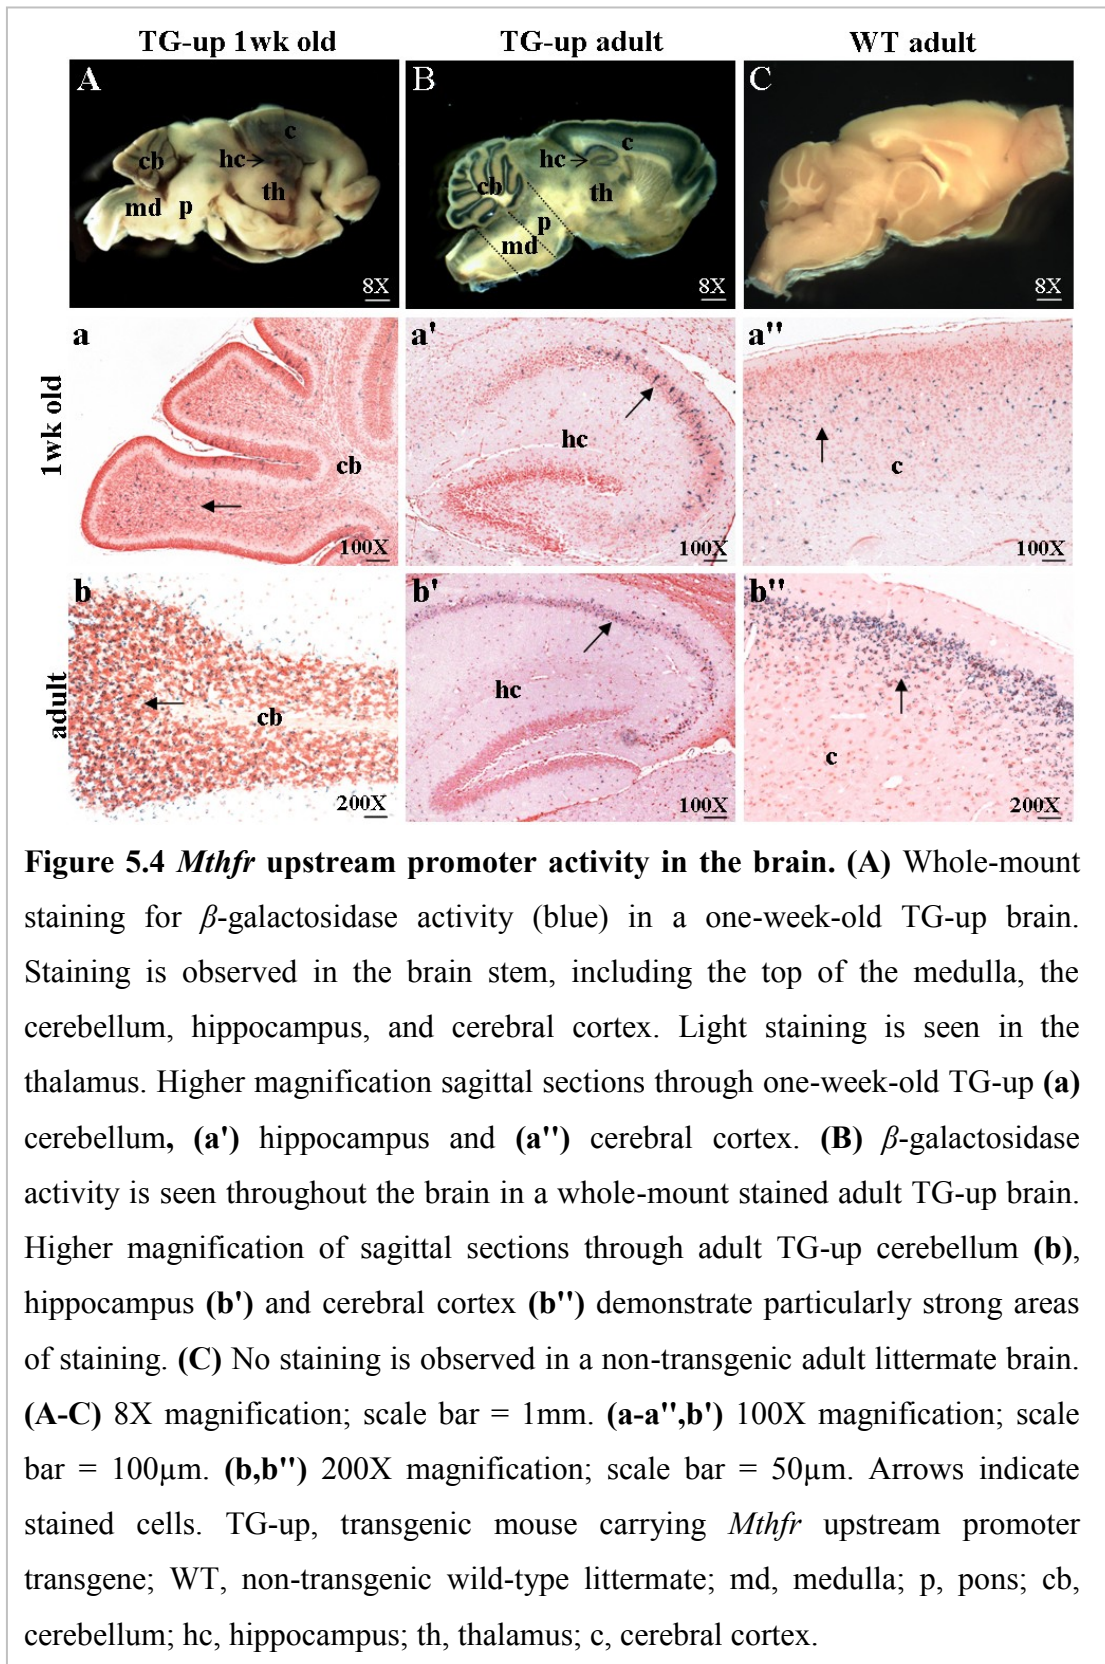 TG-up 1wk old TG-up adult WT adult
A B C
c
hc→
cb
th
md p
8X
c
hc→
cb
th
p
md
8X
8X
1wk old
a a' a''
cb
hc
c
100X 100X 100X
adult
b b' b''
cb
hc
c
200X 100X 200X
Figure 5.4 Mthfr upstream promoter activity in the brain. (A) Whole-mount
staining for β-galactosidase activity (blue) in a one-week-old TG-up brain.
Staining is observed in the brain stem, including the top of the medulla, the
cerebellum, hippocampus, and cerebral cortex. Light staining is seen in the
thalamus. Higher magnification sagittal sections through one-week-old TG-up (a)
cerebellum, (a') hippocampus and (a'') cerebral cortex. (B) β-galactosidase
activity is seen throughout the brain in a whole-mount stained adult TG-up brain.
Higher magnification of sagittal sections through adult TG-up cerebellum (b),
hippocampus (b') and cerebral cortex (b'') demonstrate particularly strong areas
of staining. (C) No staining is observed in a non-transgenic adult littermate brain.
(A-C) 8X magnification; scale bar = 1mm. (a-a'',b') 100X magnification; scale
bar = 100µm. (b,b'') 200X magnification; scale bar = 50µm. Arrows indicate
stained cells. TG-up, transgenic mouse carrying Mthfr upstream promoter
transgene; WT, non-transgenic wild-type littermate; md, medulla; p, pons; cb,
cerebellum; hc, hippocampus; th, thalamus; c, cerebral cortex.